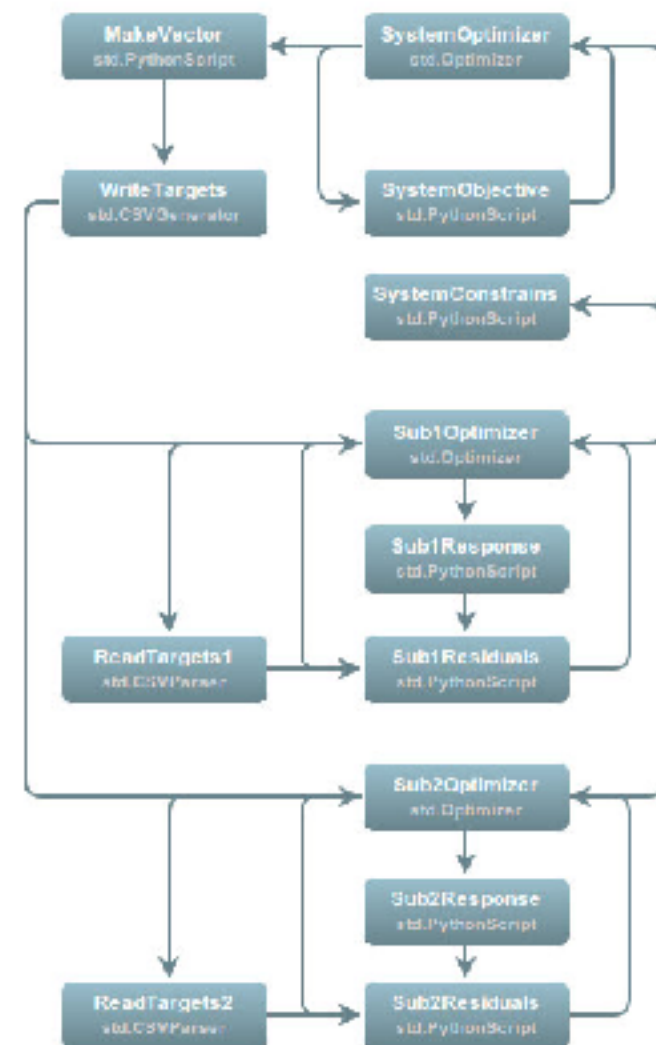 MakeVector
std.PythonScript
SystemOptimizer
std.Optimizer
WriteTargets
std.CSVGenerator
SystemObjective
std.PythonScript
SystemConstrains
std.PythonScript
Sub1Optimizer
std.Optimizer
Sub1Response
std.PythonScript
ReadTargets1
std.CSVParser
Sub1Residuals
std.PythonScript
Sub2Optimizer
std.Optimizer
Sub2Response
std.PythonScript
ReadTargets2
std.CSVParser
Sub2Residuals
std.PythonScript